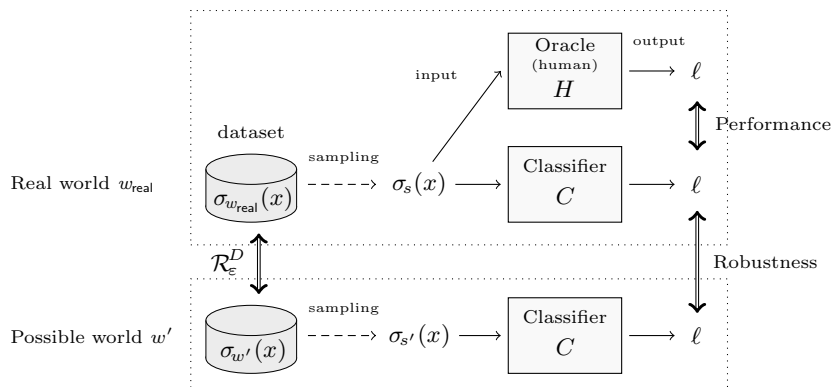 Oracle
(human)
H
output
ℓ
input
Performance
dataset
Real world w_real
σ_{w_real}(x)
sampling
σ_s(x)
Classifier
C
ℓ
R_ε^D
Robustness
Possible world w′
σ_{w′}(x)
sampling
σ_{s′}(x)
Classifier
C
ℓ